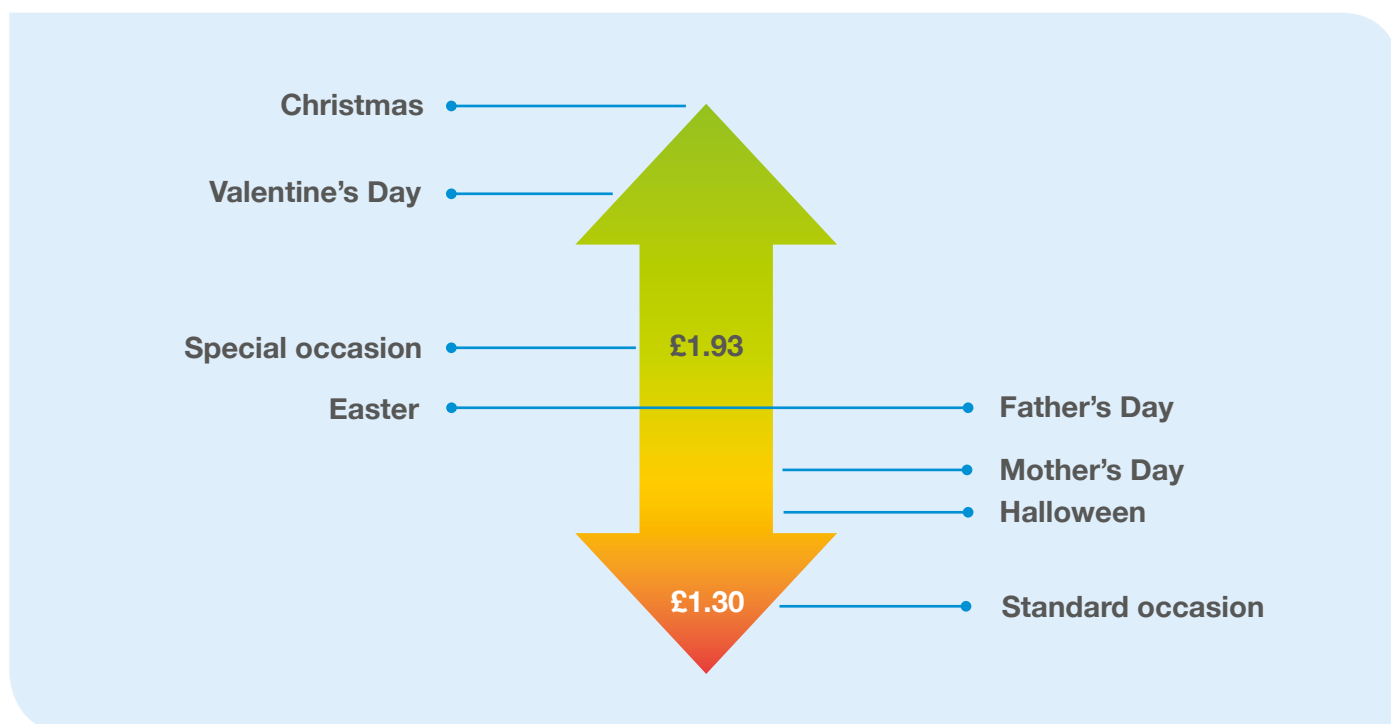 Christmas
Valentine’s Day
Special occasion
£1.93
Easter
Father’s Day
Mother’s Day
Halloween
£1.30
Standard occasion